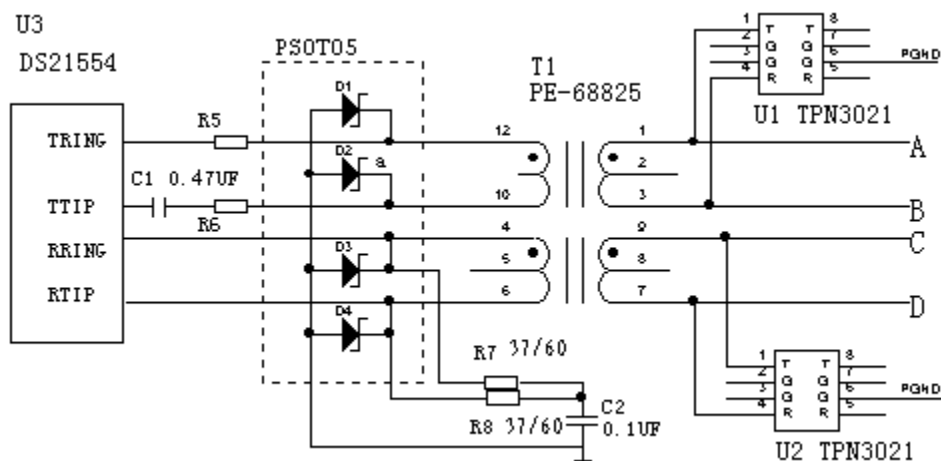 U3
DS21554
PSOT05
T1
PE-68825
U1 TPN3021
1 T T 8
2 G G 7
3 G G 6 PGND
4 R R 5
D1
D2 a
D3
D4
TRING R5 12 1 A
C1 0.47UF 2
TTIP R6 10 3 B
RRING 4 9 C
5 8
RTIP 6 7 D
R7 37/60
R8 37/60
C2
0.1UF
1 T T 8
2 G G 7
3 G G 6 PGND
4 R R 5
U2 TPN3021